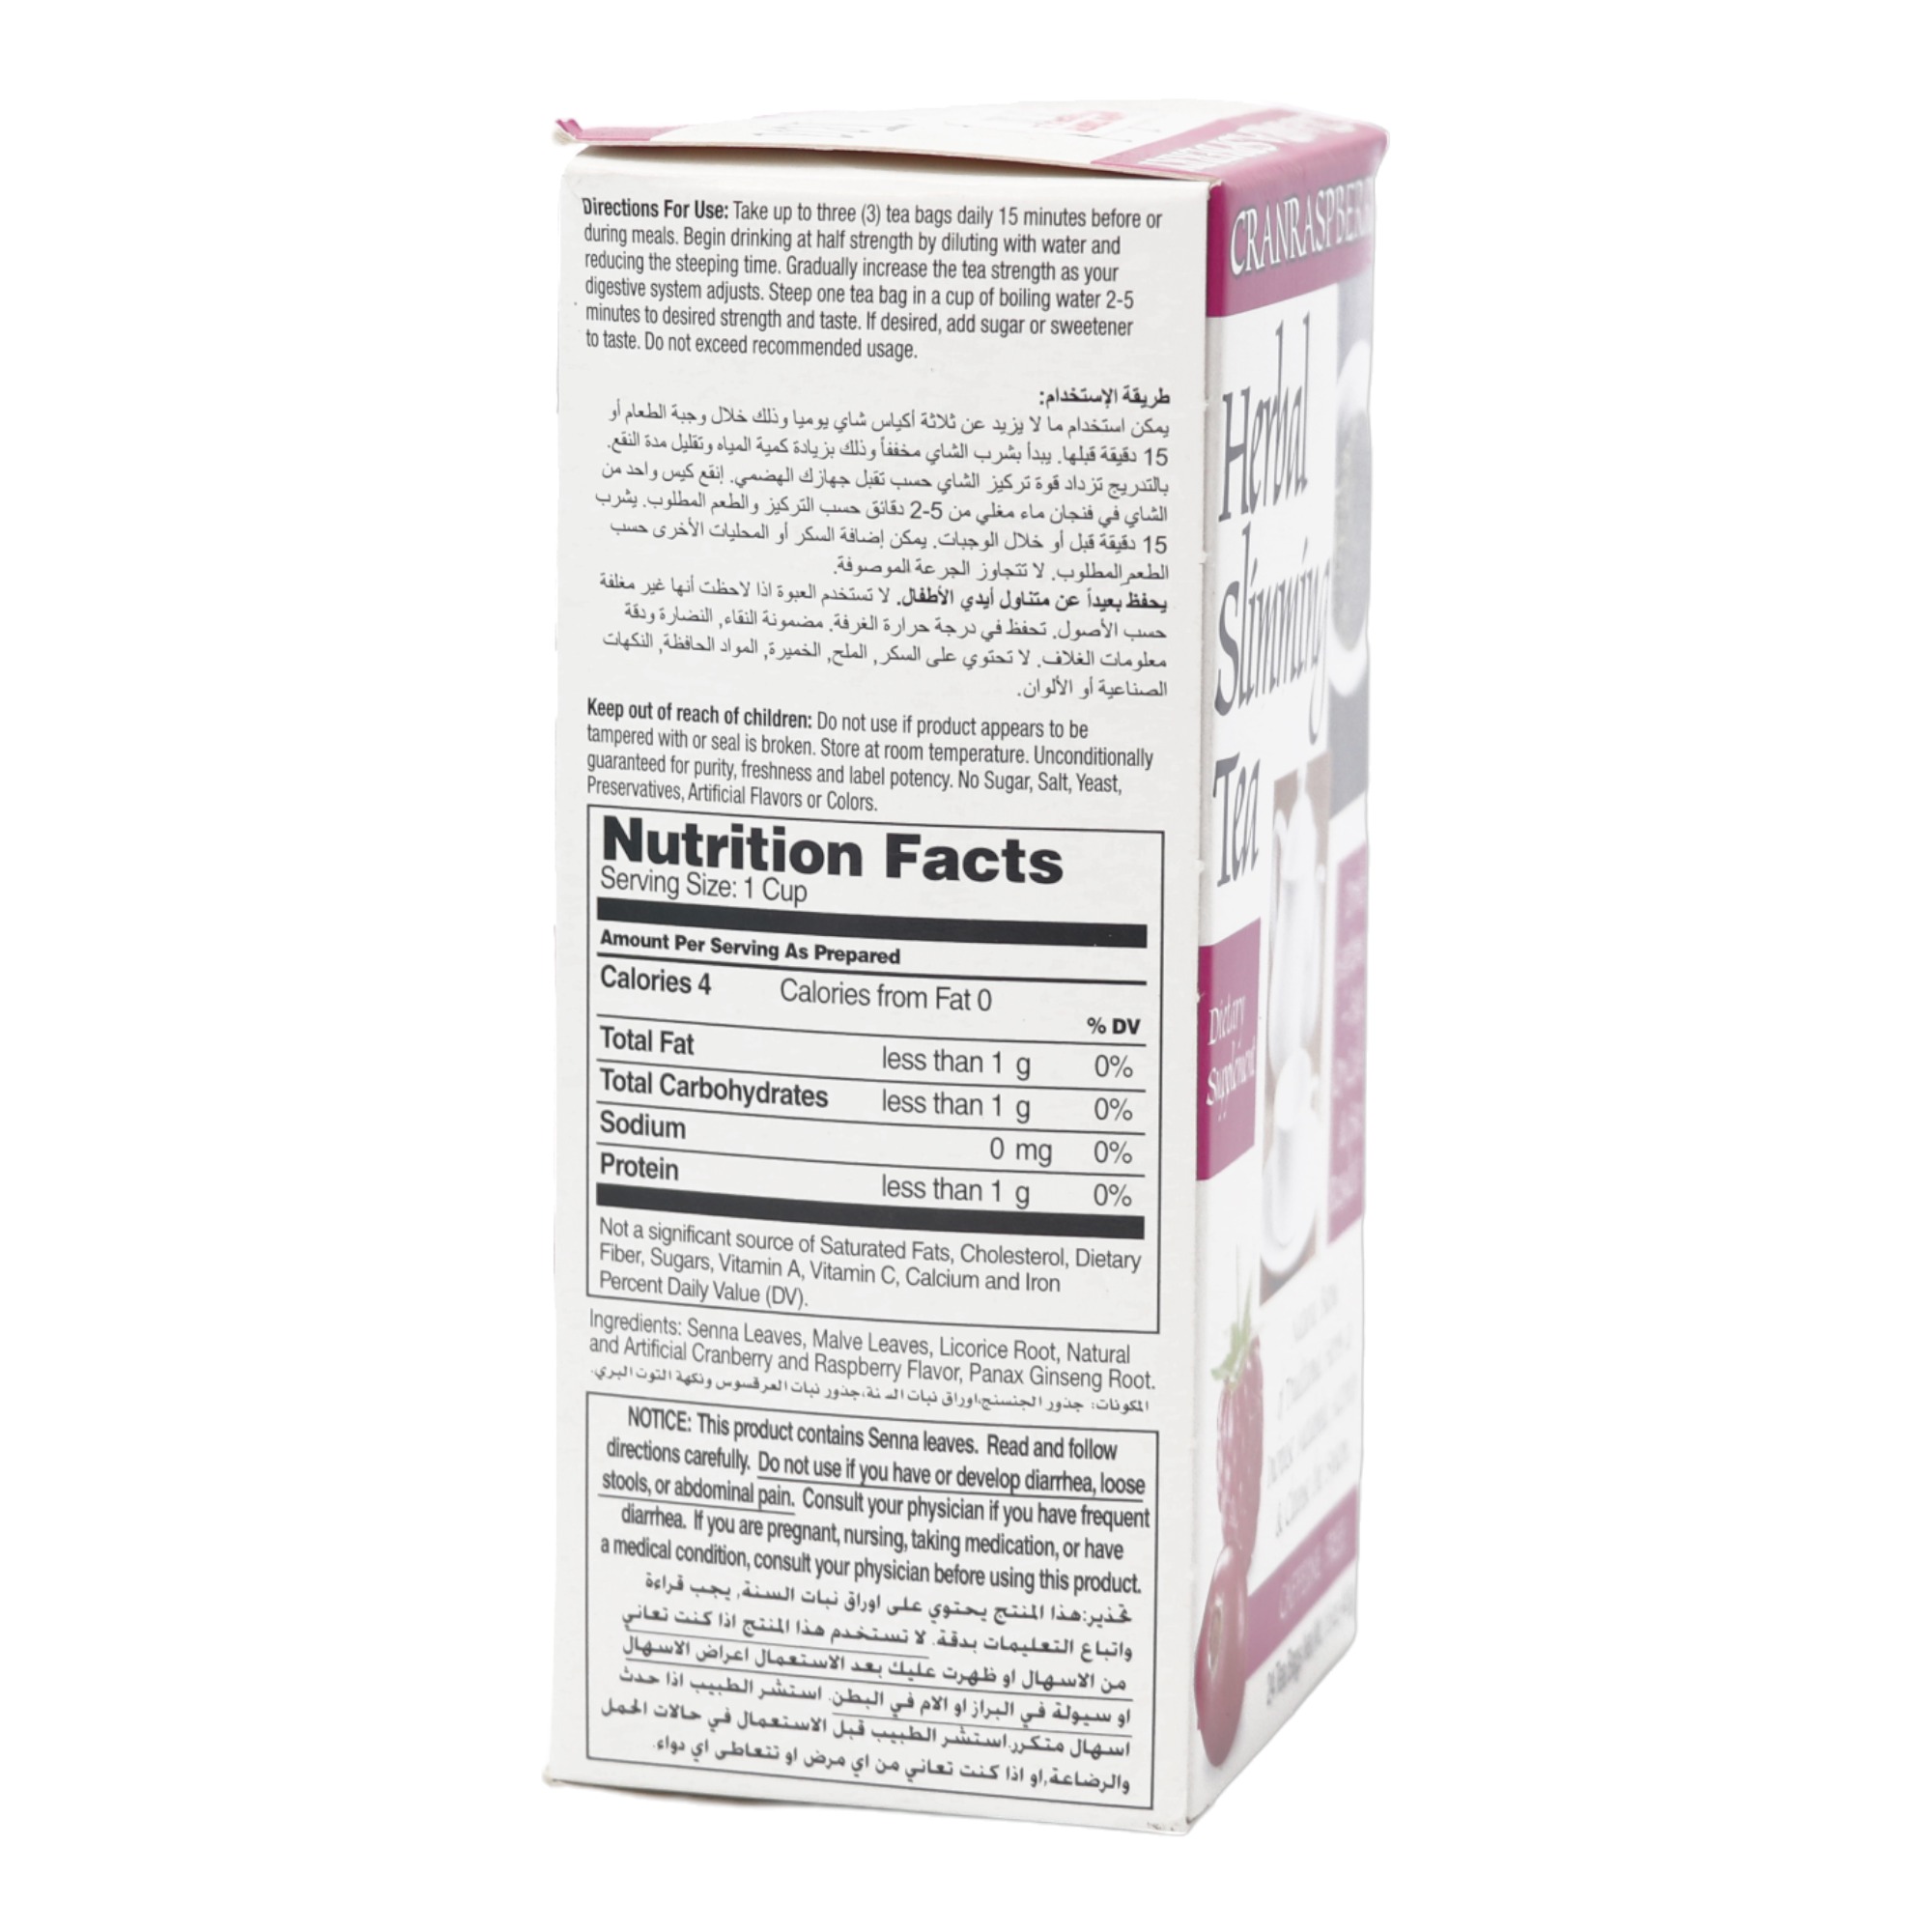 Directions For Use: Take up to three (3) tea bags daily 15 minutes before or
during meals. Begin drinking at half strength by diluting with water and
reducing the steeping time. Gradually increase the tea strength as your
digestive system adjusts. Steep one tea bag in a cup of boiling water 2-5
minutes to desired strength and taste. If desired, add sugar or sweetener
to taste. Do not exceed recommended usage.
طريقة الإستخدام:
يمكن استخدام ما لا يزيد عن ثلاثة أكياس شاي يوميا وذلك خلال وجبة الطعام أو
15 دقيقة قبلها. يبدأ بشرب الشاي مخففاً وذلك بزيادة كمية المياه وتقليل مدة النقع.
بالتدريج تزداد قوة تركيز الشاي حسب تقبل جهازك الهضمي. إنقع كيس واحد من
الشاي في فنجان ماء مغلي من 5-2 دقائق حسب التركيز والطعم المطلوب. يشرب
15 دقيقة قبل أو خلال الوجبات. يمكن إضافة السكر أو المحليات الأخرى حسب
الطعم المطلوب. لا تتجاوز الجرعة الموصوفة.
يحفظ بعيداً عن متناول أيدي الأطفال. لا تستخدم العبوة اذا لاحظت أنها غير مغلفة
حسب الأصول. تحفظ في درجة حرارة الغرفة. مضمونة النقاء, النضارة ودقة
معلومات الغلاف. لا تحتوي على السكر, الملح, الخميرة, المواد الحافظة, النكهات
الصناعية أو الألوان.
Keep out of reach of children: Do not use if product appears to be
tampered with or seal is broken. Store at room temperature. Unconditionally
guaranteed for purity, freshness and label potency. No Sugar, Salt, Yeast,
Preservatives, Artificial Flavors or Colors.
Nutrition Facts
Serving Size: 1 Cup
Amount Per Serving As Prepared
Calories 4 Calories from Fat 0
% DV
Total Fat less than 1 g 0%
Total Carbohydrates less than 1 g 0%
Sodium 0 mg 0%
Protein less than 1 g 0%
Not a significant source of Saturated Fats, Cholesterol, Dietary
Fiber, Sugars, Vitamin A, Vitamin C, Calcium and Iron
Percent Daily Value (DV).
Ingredients: Senna Leaves, Malve Leaves, Licorice Root, Natural
and Artificial Cranberry and Raspberry Flavor, Panax Ginseng Root.
المكونات: جذور الجنسنج،اوراق نبات السنة،جذور نبات العرقسوس ونكهة التوت البري.
NOTICE: This product contains Senna leaves. Read and follow
directions carefully. Do not use if you have or develop diarrhea, loose
stools, or abdominal pain. Consult your physician if you have frequent
diarrhea. If you are pregnant, nursing, taking medication, or have
a medical condition, consult your physician before using this product.
تحذير:هذا المنتج يحتوي على اوراق نبات السنة, يجب قراءة
واتباع التعليمات بدقة. لا تستخدم هذا المنتج اذا كنت تعاني
من الاسهال او ظهرت عليك بعد الاستعمال اعراض الاسهال
او سيولة في البراز او الام في البطن. استشر الطبيب اذا حدث
اسهال متكرر.استشر الطبيب قبل الاستعمال في حالات الحمل
والرضاعة,او اذا كنت تعاني من اي مرض او تتعاطى اي دواء.
CRANRASPBERRY
Herbal
Slimming
Tea
Dietary
Supplement